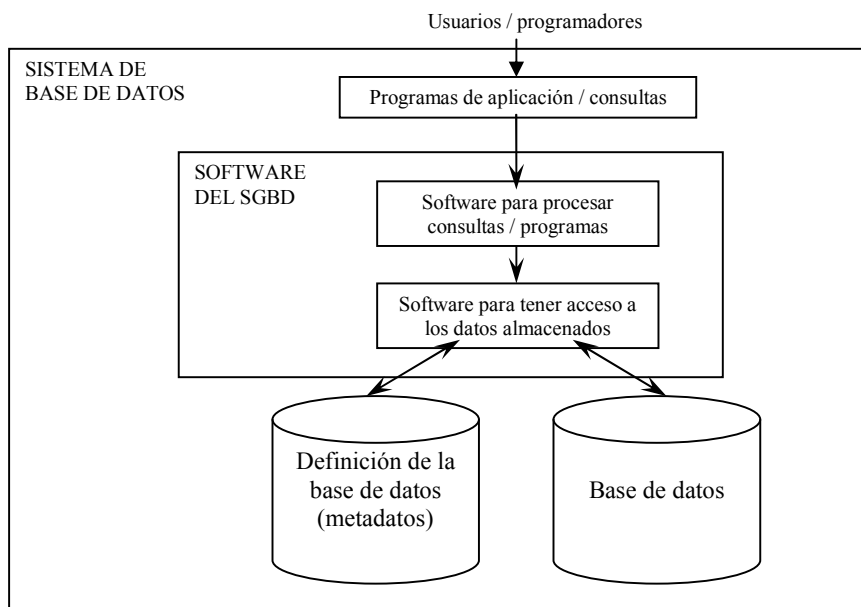 Usuarios / programadores
SISTEMA DE
BASE DE DATOS
Programas de aplicación / consultas
SOFTWARE
DEL SGBD
Software para procesar
consultas / programas
Software para tener acceso a
los datos almacenados
Definición de la
base de datos
(metadatos)
Base de datos